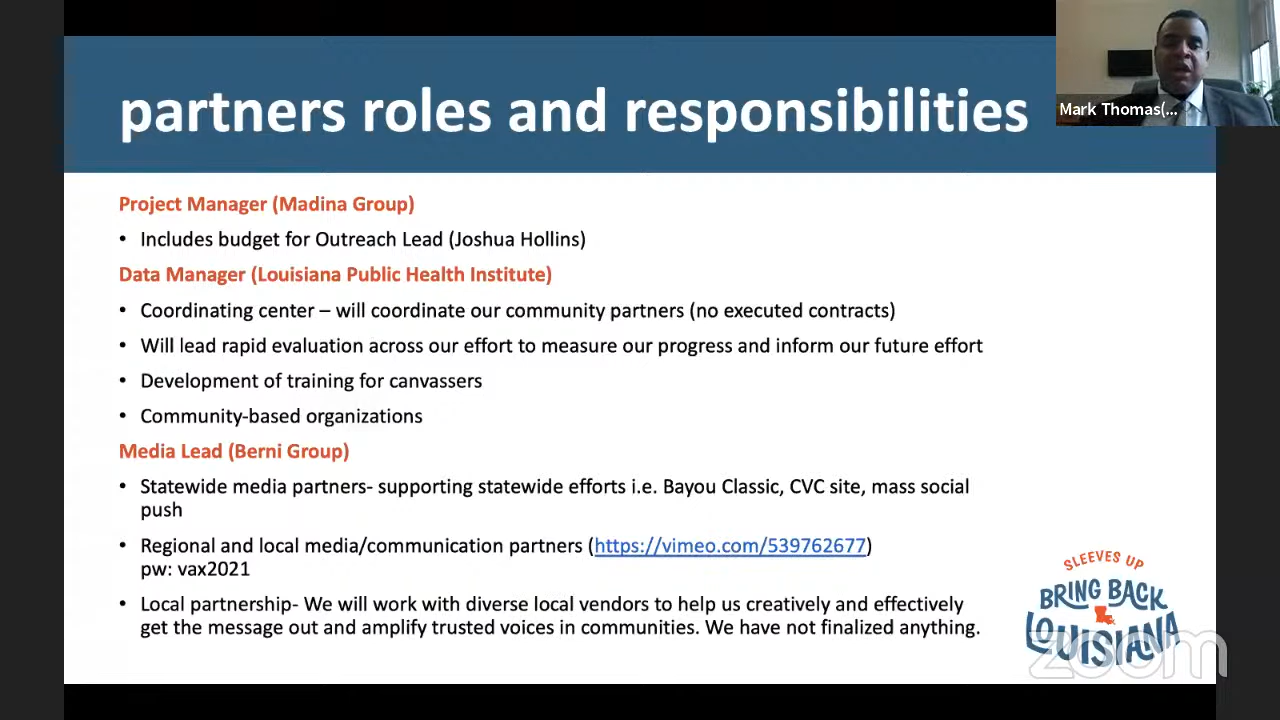 partners roles and responsibilities
Mark Thomas(...
Project Manager (Madina Group)
• Includes budget for Outreach Lead (Joshua Hollins)
Data Manager (Louisiana Public Health Institute)
• Coordinating center – will coordinate our community partners (no executed contracts)
• Will lead rapid evaluation across our effort to measure our progress and inform our future effort
• Development of training for canvassers
• Community-based organizations
Media Lead (Berni Group)
• Statewide media partners- supporting statewide efforts i.e. Bayou Classic, CVC site, mass social
push
• Regional and local media/communication partners (https://vimeo.com/539762677)
pw: vax2021
• Local partnership- We will work with diverse local vendors to help us creatively and effectively
get the message out and amplify trusted voices in communities. We have not finalized anything.
SLEEVES UP
BRING BACK
LOUISIANA
zoom